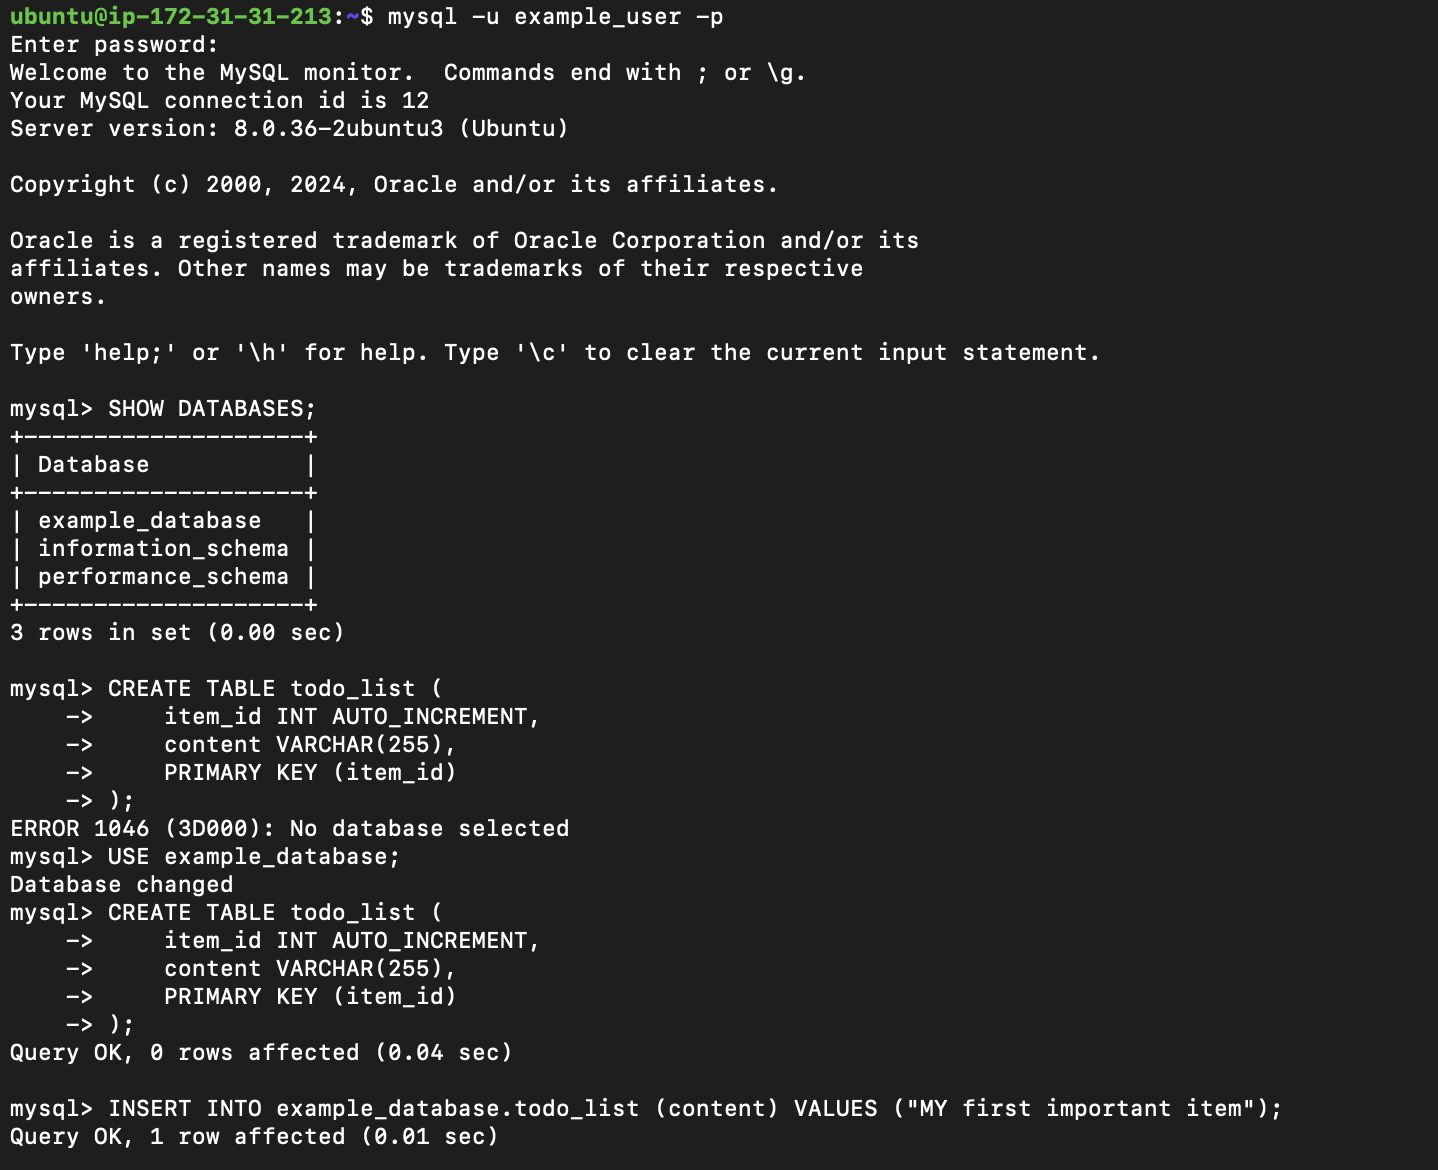 ubuntu@ip-172-31-31-213:~$ mysql -u example_user -p
Enter password:
Welcome to the MySQL monitor.  Commands end with ; or \g.
Your MySQL connection id is 12
Server version: 8.0.36-2ubuntu3 (Ubuntu)

Copyright (c) 2000, 2024, Oracle and/or its affiliates.

Oracle is a registered trademark of Oracle Corporation and/or its
affiliates. Other names may be trademarks of their respective
owners.

Type 'help;' or '\h' for help. Type '\c' to clear the current input statement.

mysql> SHOW DATABASES;
+--------------------+
| Database           |
+--------------------+
| example_database   |
| information_schema |
| performance_schema |
+--------------------+
3 rows in set (0.00 sec)

mysql> CREATE TABLE todo_list (
    ->     item_id INT AUTO_INCREMENT,
    ->     content VARCHAR(255),
    ->     PRIMARY KEY (item_id)
    -> );
ERROR 1046 (3D000): No database selected
mysql> USE example_database;
Database changed
mysql> CREATE TABLE todo_list (
    ->     item_id INT AUTO_INCREMENT,
    ->     content VARCHAR(255),
    ->     PRIMARY KEY (item_id)
    -> );
Query OK, 0 rows affected (0.04 sec)

mysql> INSERT INTO example_database.todo_list (content) VALUES ("MY first important item");
Query OK, 1 row affected (0.01 sec)